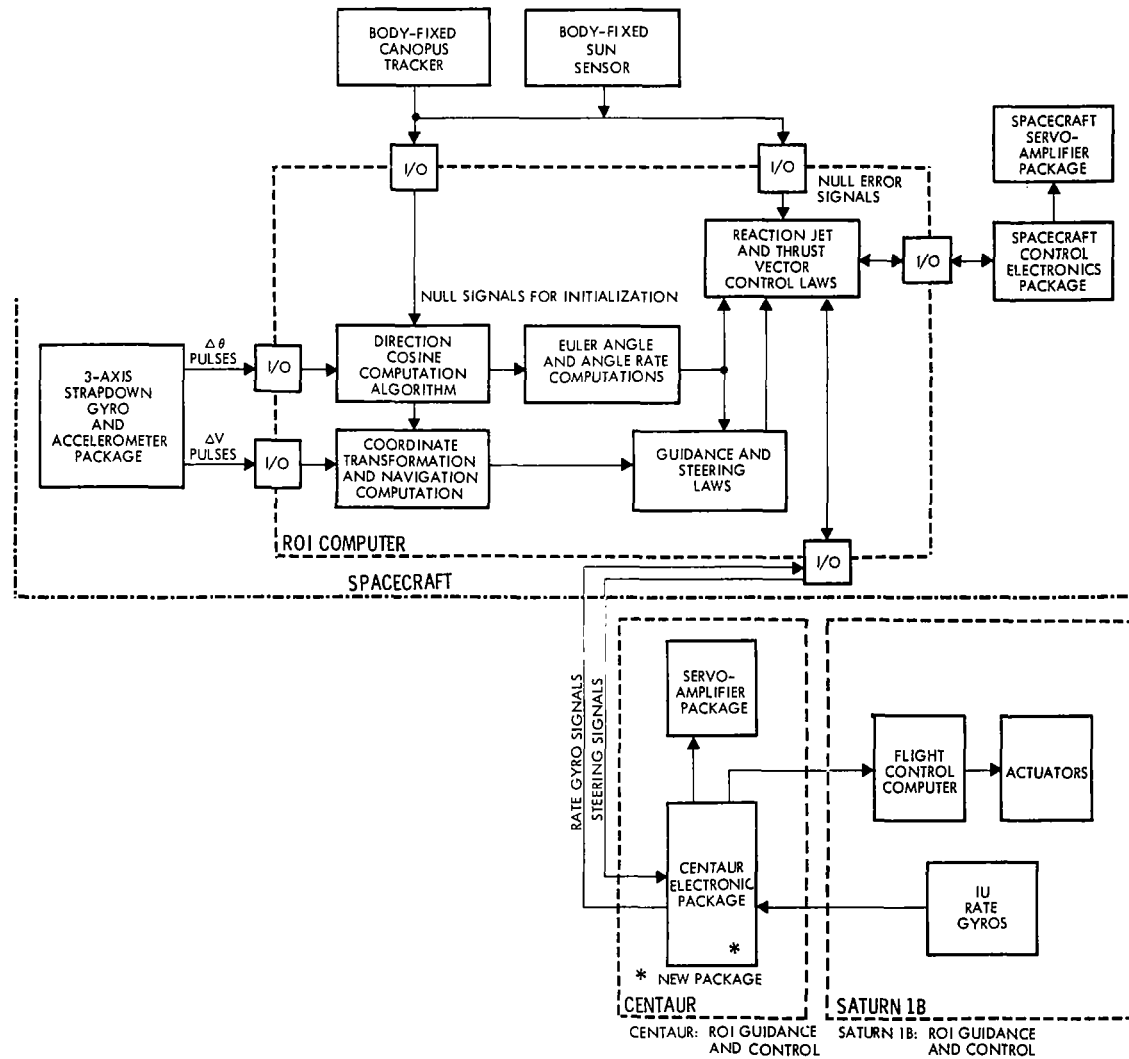 BODY-FIXED
CANOPUS
TRACKER
BODY-FIXED
SUN
SENSOR
SPACECRAFT
SERVO-
AMPLIFIER
PACKAGE
I/O
I/O
NULL ERROR
SIGNALS
REACTION JET
AND THRUST
VECTOR
CONTROL LAWS
I/O
SPACECRAFT
CONTROL
ELECTRONICS
PACKAGE
NULL SIGNALS FOR INITIALIZATION
3-AXIS
STRAPDOWN
GYRO
AND
ACCELEROMETER
PACKAGE
Δθ
PULSES
I/O
DIRECTION
COSINE
COMPUTATION
ALGORITHM
EULER ANGLE
AND ANGLE RATE
COMPUTATIONS
ΔV
PULSES
I/O
COORDINATE
TRANSFORMATION
AND NAVIGATION
COMPUTATION
GUIDANCE AND
STEERING
LAWS
ROI COMPUTER
I/O
SPACECRAFT
RATE GYRO SIGNALS
STEERING SIGNALS
SERVO-
AMPLIFIER
PACKAGE
FLIGHT
CONTROL
COMPUTER
ACTUATORS
CENTAUR
ELECTRONIC
PACKAGE
*
IU
RATE
GYROS
* NEW PACKAGE
CENTAUR
SATURN 1B
CENTAUR: ROI GUIDANCE
AND CONTROL
SATURN 1B: ROI GUIDANCE
AND CONTROL